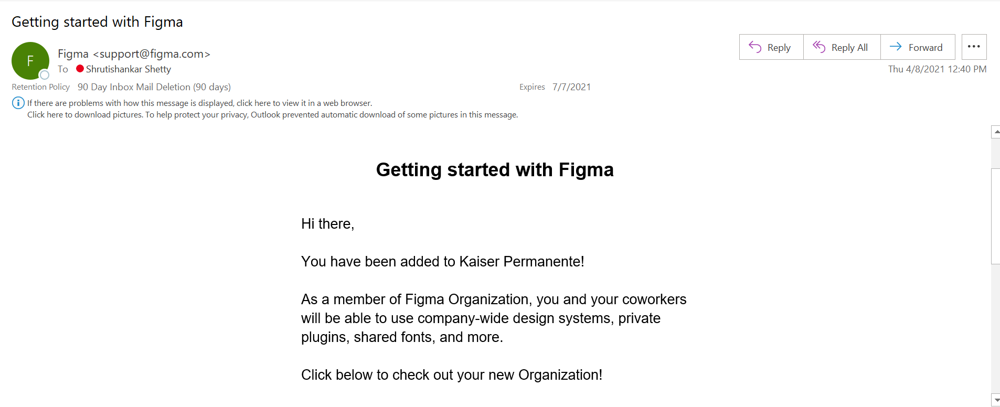 Getting started with Figma
F
Figma <support@figma.com>
To Shrutishankar Shetty
Reply
Reply All
Forward
Thu 4/8/2021 12:40 PM
Retention Policy 90 Day Inbox Mail Deletion (90 days)
Expires 7/7/2021
If there are problems with how this message is displayed, click here to view it in a web browser.
Click here to download pictures. To help protect your privacy, Outlook prevented automatic download of some pictures in this message.
Getting started with Figma
Hi there,
You have been added to Kaiser Permanente!
As a member of Figma Organization, you and your coworkers
will be able to use company-wide design systems, private
plugins, shared fonts, and more.
Click below to check out your new Organization!